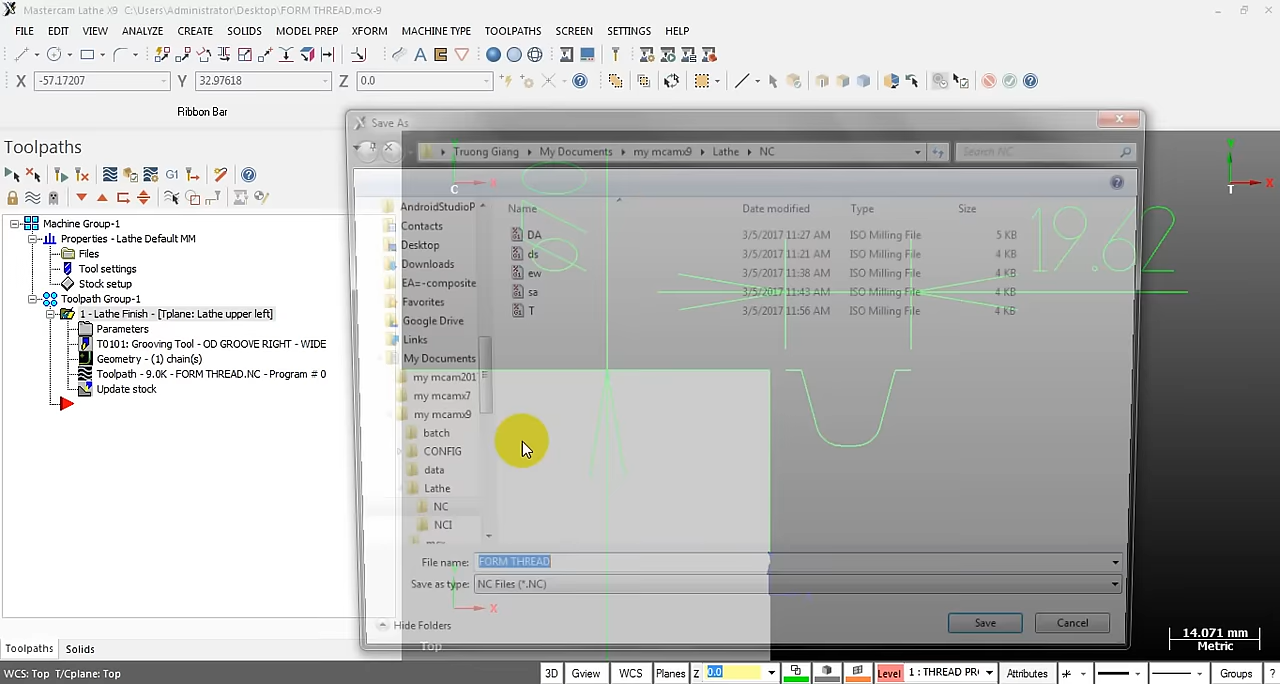 Mastercam Lathe X9 C:\Users\Administrator\Desktop\FORM THREAD.mcx-9
FILE EDIT VIEW ANALYZE CREATE SOLIDS MODEL PREP XFORM MACHINE TYPE TOOLPATHS SCREEN SETTINGS HELP
X -57.17207 Y 32.97618 Z 0.0
Ribbon Bar
Save As
Toolpaths
Truong Giang My Documents my mcamx9 Lathe NC Search NC
G1
C T X
Name Date modified Type Size
AndroidStudioP
Contacts
Desktop
Downloads
EA=-composite
Favorites
Google Drive
Links
My Documents
my mcam201
my mcamx7
my mcamx9
batch
CONFIG
data
Lathe
NC
NCI
DA 3/5/2017 11:27 AM ISO Milling File 5 KB
ds 3/5/2017 11:21 AM ISO Milling File 4 KB
ew 3/5/2017 11:38 AM ISO Milling File 4 KB
sa 3/5/2017 11:43 AM ISO Milling File 4 KB
T 3/5/2017 11:56 AM ISO Milling File 4 KB
19.62
Machine Group-1
Properties - Lathe Default MM
Files
Tool settings
Stock setup
Toolpath Group-1
1 - Lathe Finish - [Tplane: Lathe upper left]
Parameters
T0101: Grooving Tool - OD GROOVE RIGHT - WIDE
Geometry - (1) chain(s)
Toolpath - 9.0K - FORM THREAD.NC - Program # 0
Update stock
File name: FORM THREAD
Save as type: NC Files (*.NC)
X
Hide Folders Save Cancel
Top
14.071 mm
Metric
Toolpaths Solids
WCS: Top T/Cplane: Top 3D Gview WCS Planes Z 0.0 Level 1 : THREAD PR Attributes Groups ?